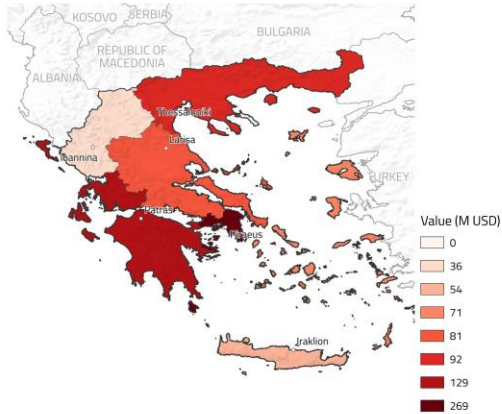 KOSOVO
SERBIA
BULGARIA
REPUBLIC OF
MACEDONIA
ALBANIA
Thessaloniki
Larisa
Ioannina
TURKEY
Patras
Piraeus
Iraklion
Value (M USD)
0
36
54
71
81
92
129
269